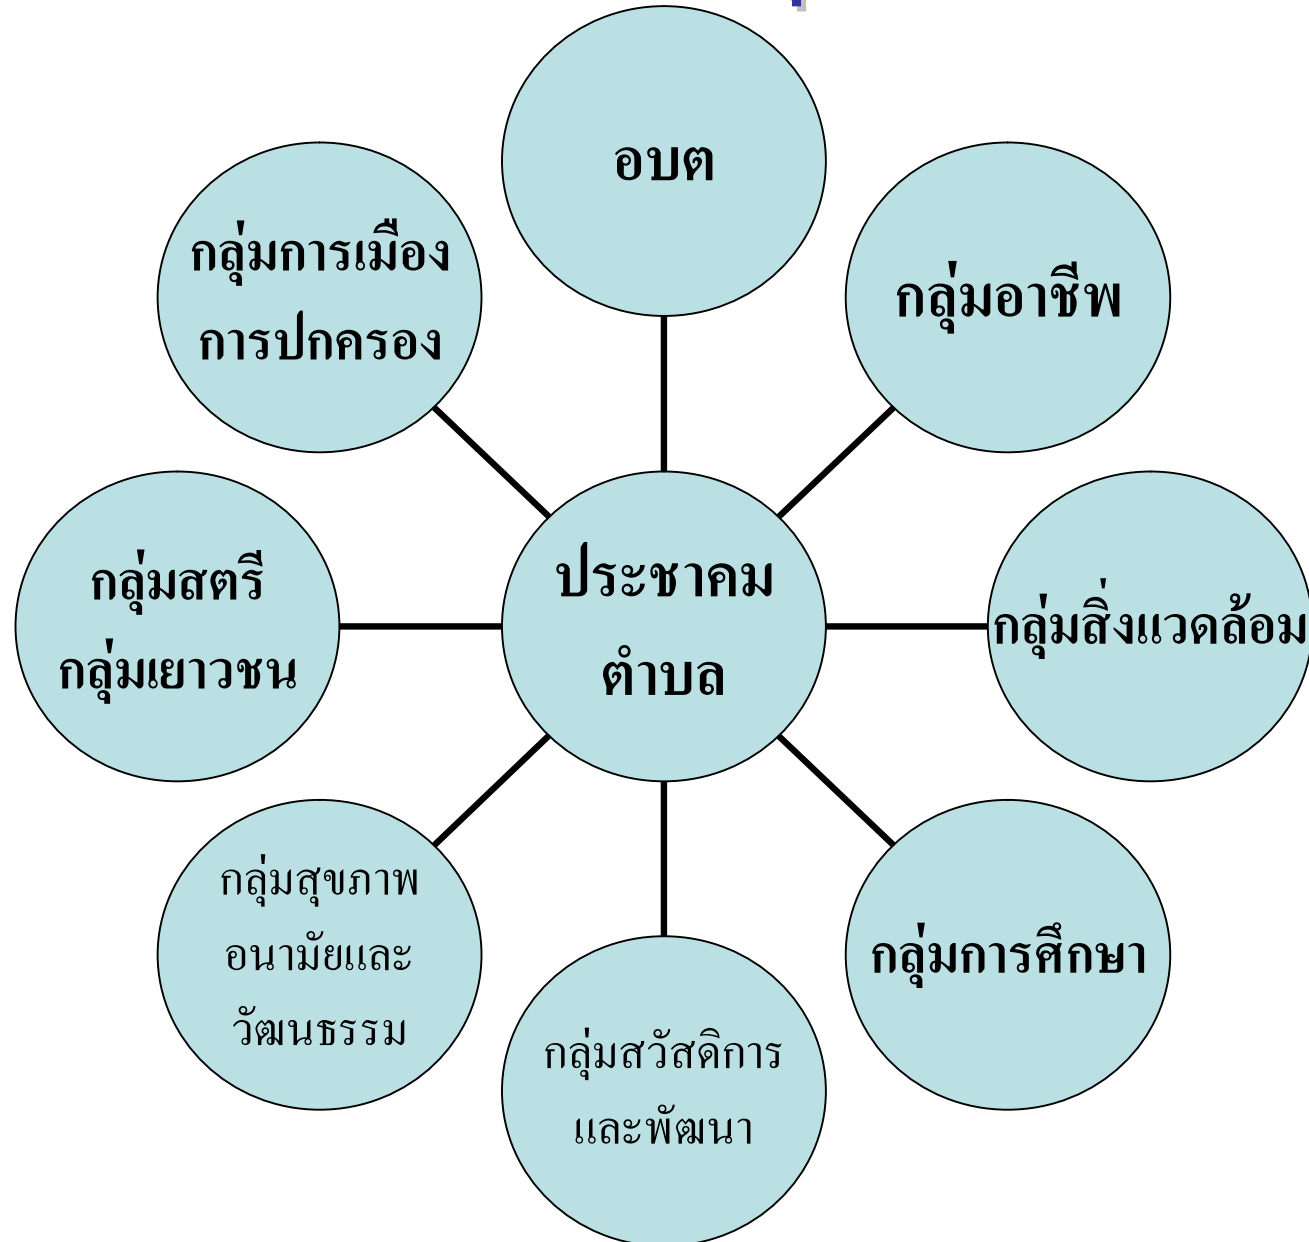 อบต
กลุ่มการเมือง
การปกครอง
กลุ่มอาชีพ
กลุ่มสตรี
กลุ่มเยาวชน
ประชาคม
ตำบล
กลุ่มสิ่งแวดล้อม
กลุ่มสุขภาพ
อนามัยและ
วัฒนธรรม
กลุ่มการศึกษา
กลุ่มสวัสดิการ
และพัฒนา